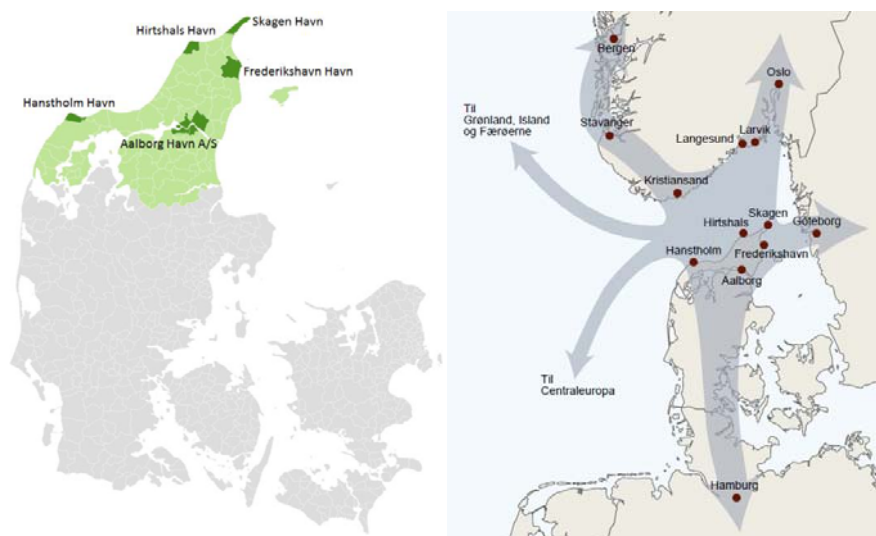 Skagen Havn
Hirtshals Havn
Frederikshavn Havn
Hanstholm Havn
Aalborg Havn A/S
Bergen
Oslo
Til
Grønland, Island
og Færøerne
Stavanger
Langesund
Larvik
Kristiansand
Skagen
Hirtshals
Göteborg
Hanstholm
Frederikshavn
Aalborg
Til
Centraleuropa
Hamburg